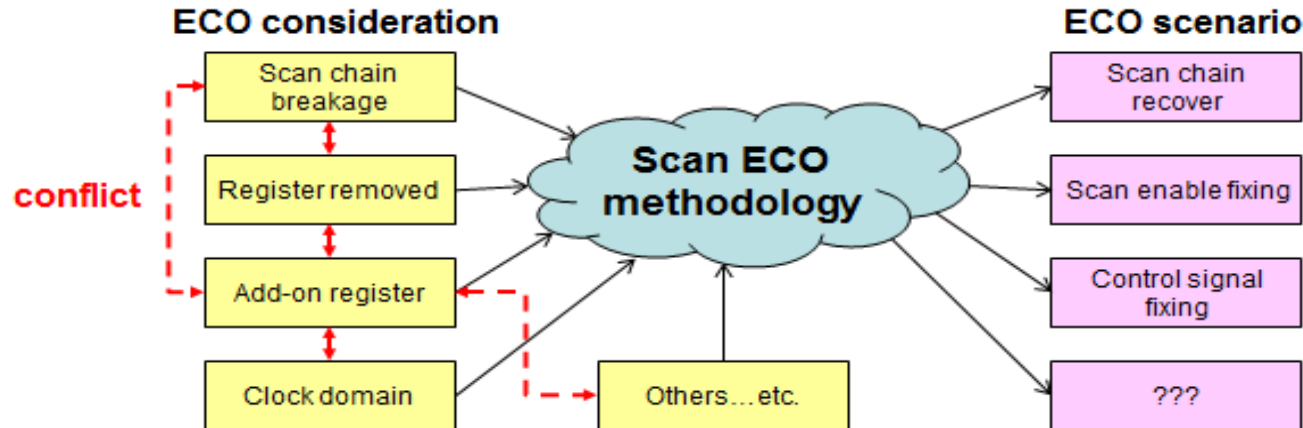 ECO consideration
ECO scenario
Scan chain
breakage
Register removed
Add-on register
Clock domain
conflict
Scan ECO
methodology
Others…etc.
Scan chain
recover
Scan enable fixing
Control signal
fixing
???